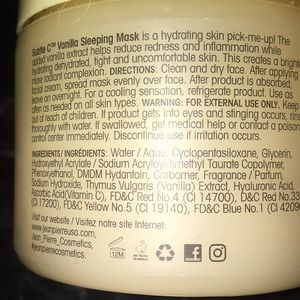 Subtle C™ Vanilla Sleeping Mask is a hydrating skin pick-me-up! The
added vanilla extract helps reduce redness and inflammation while
hydrating dehydrated, tight and uncomfortable skin. This creates a brighter
more radiant complexion. DIRECTIONS: Clean and dry face. After applying
facial cream, spread mask evenly over face. After product is absorbed,
leave on overnight. For a cooling sensation, refrigerate product. Use as
often as needed on all skin types. WARNING: FOR EXTERNAL USE ONLY. Keep
out of reach of children. If product gets into eyes and stinging occurs, rinse
thoroughly with water. If swallowed, get medical help or contact a poison
control center immediately. Discontinue use if irritation occurs.
INGREDIENTS / INGRÉDIENTS: Water / Aqua, Cyclopentasiloxane, Glycerin,
Hydroxyethyl Acrylate / Sodium Acryloyldimethyl Taurate Copolymer,
Phenoxyethanol, DMDM Hydantoin, Carbomer, Fragrance / Parfum,
Sodium Hydroxide, Thymus Vulgaris (Vanilla) Extract, Hyaluronic Acid,
Ascorbic Acid(Vitamin C), FD&C Red No.4 (CI 14700), D&C Red No.33
(CI 17200), FD&C Yellow No.5 (CI 19140), FD&C Blue No.1 (CI 42090)
Visit our website / Visitez notre site Internet
www.jeanpierreusa.com
Jean_Pierre_Cosmetics
#jeanpierrecosmetics
12M